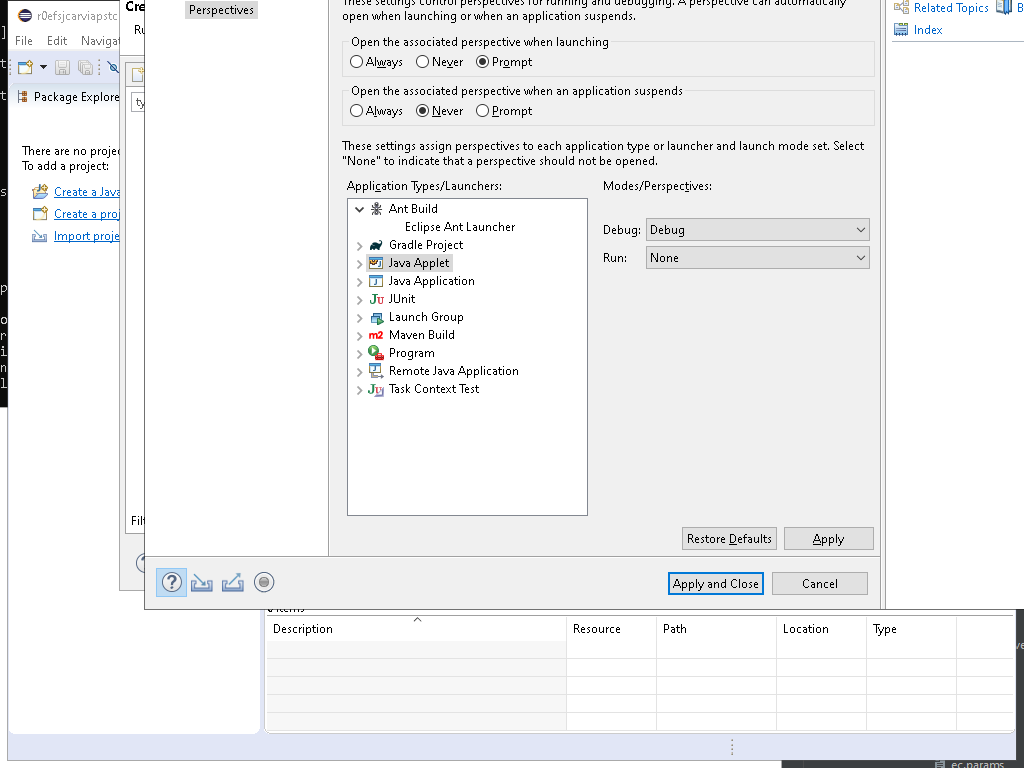 r0efsjcarviapstc
File Edit Navigat
Package Explore
There are no proje
To add a project:
Create a Java
Create a proj
Import proje
Cre
Ru
ty
Filt
Perspectives
These settings control perspectives for running and debugging. A perspective can automatically
open when launching or when an application suspends.
Open the associated perspective when launching
Always Never Prompt
Open the associated perspective when an application suspends
Always Never Prompt
These settings assign perspectives to each application type or launcher and launch mode set. Select
"None" to indicate that a perspective should not be opened.
Application Types/Launchers:
Modes/Perspectives:
Ant Build
Eclipse Ant Launcher
Gradle Project
Java Applet
Java Application
JUnit
Launch Group
Maven Build
Program
Remote Java Application
Task Context Test
Debug: Debug
Run: None
Restore Defaults Apply
Apply and Close Cancel
Related Topics B
Index
0 items
Description Resource Path Location Type
ec.params